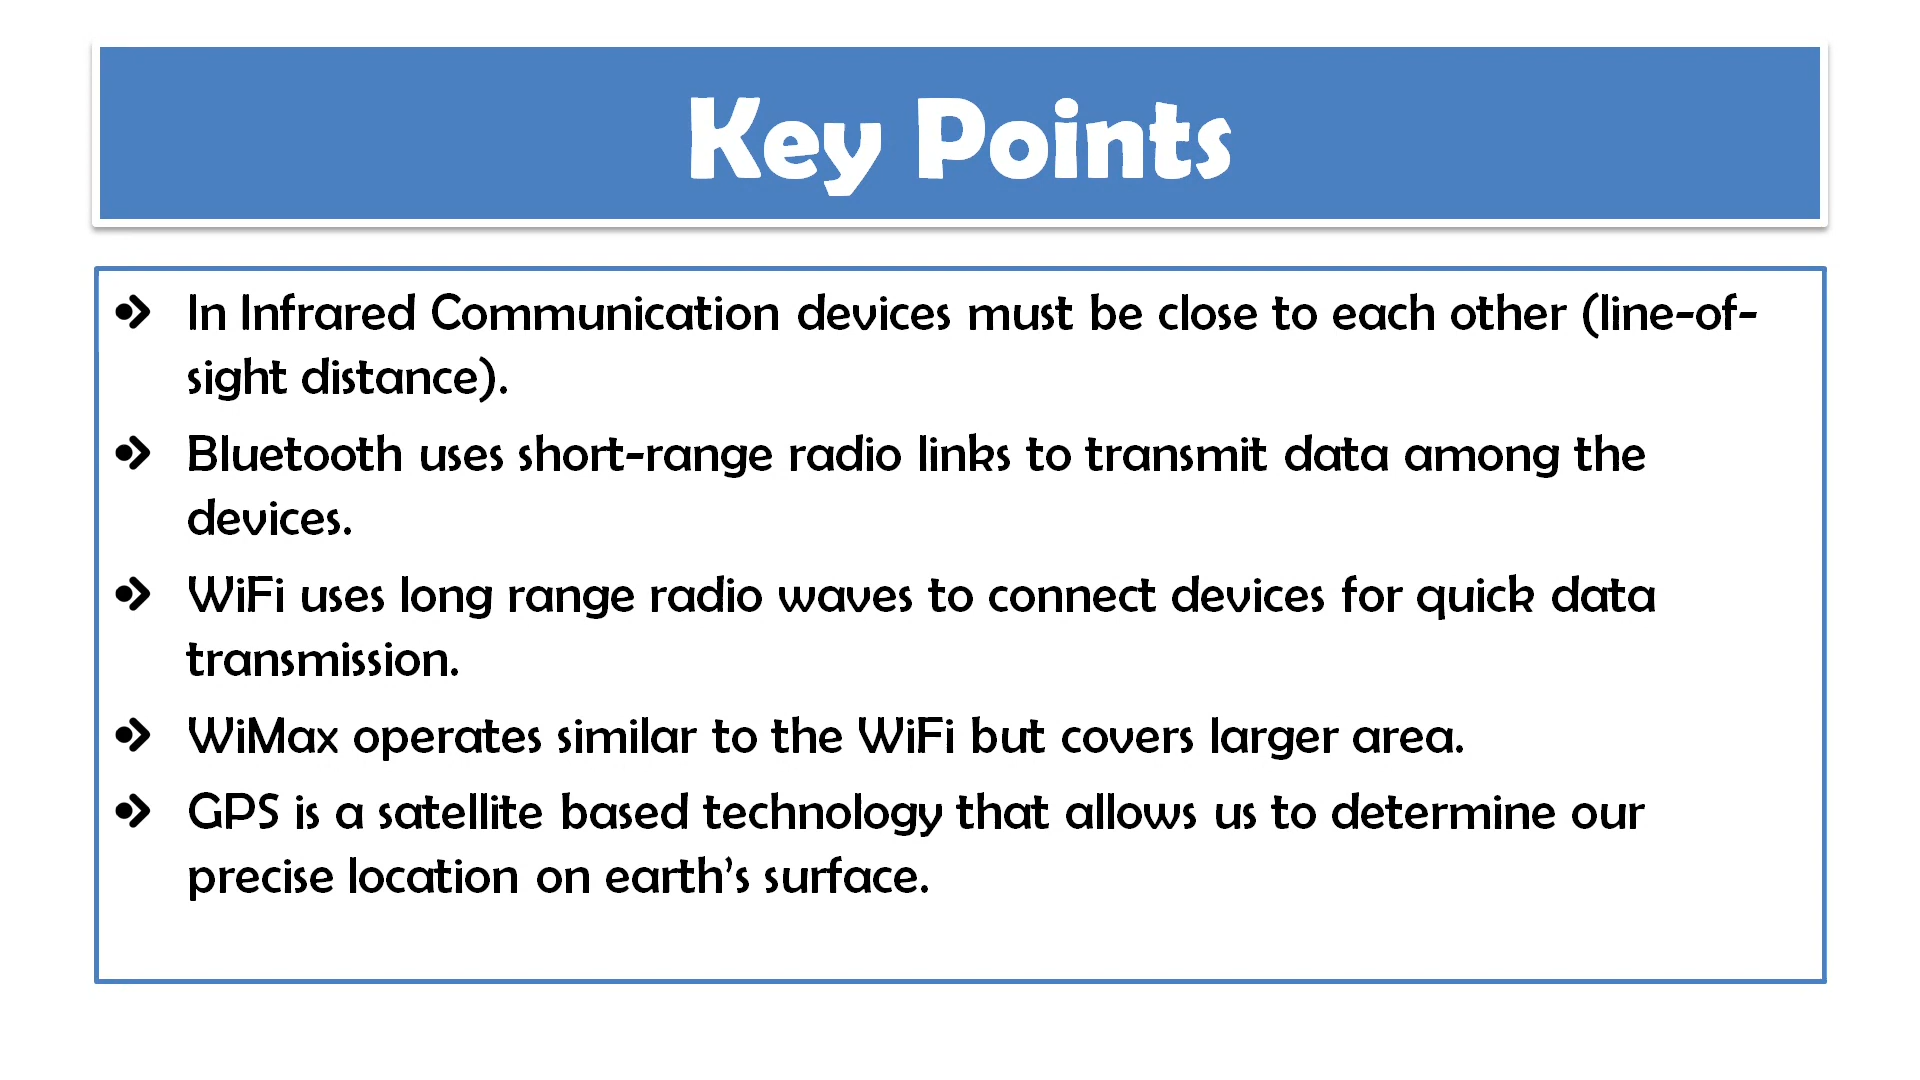 Key Points
In Infrared Communication devices must be close to each other (line-of-
sight distance).
Bluetooth uses short-range radio links to transmit data among the
devices.
WiFi uses long range radio waves to connect devices for quick data
transmission.
WiMax operates similar to the WiFi but covers larger area.
GPS is a satellite based technology that allows us to determine our
precise location on earth's surface.